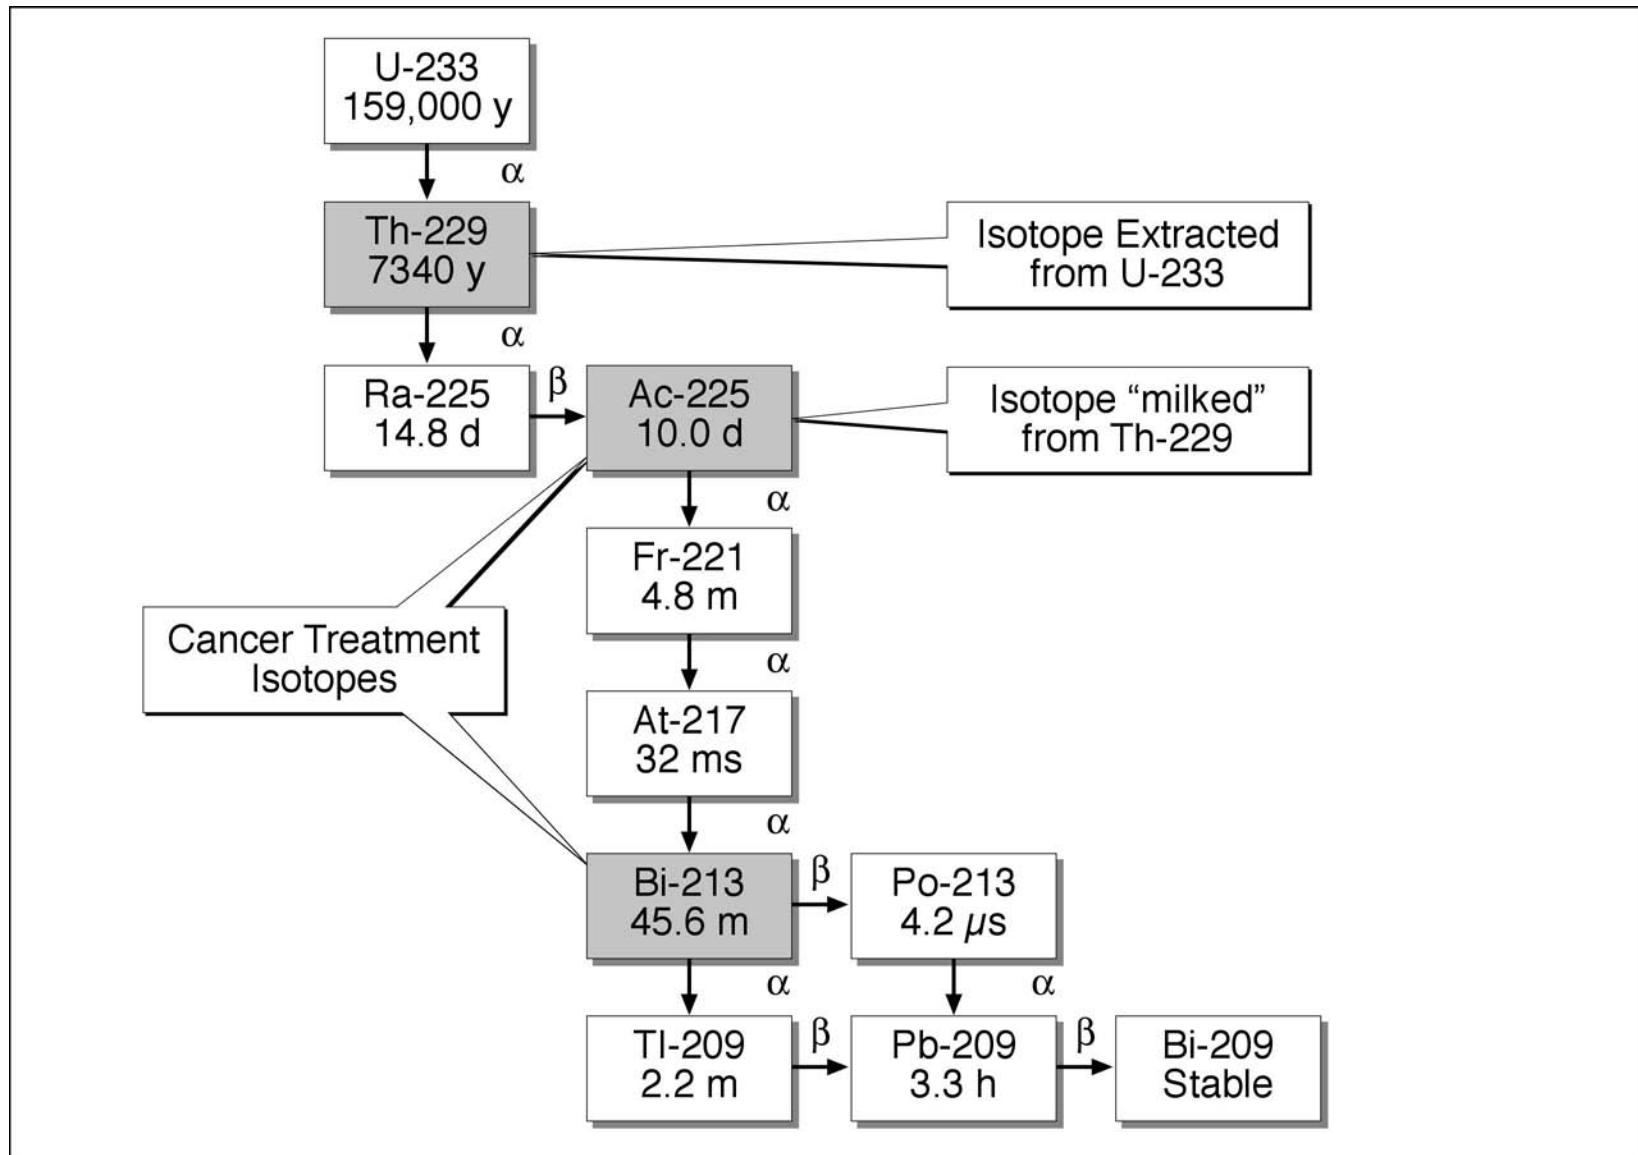 U-233
159,000 y
α
Th-229
7340 y
Isotope Extracted
from U-233
α
Ra-225
14.8 d
β
Ac-225
10.0 d
Isotope “milked”
from Th-229
α
Fr-221
4.8 m
Cancer Treatment
Isotopes
α
At-217
32 ms
α
Bi-213
45.6 m
β
Po-213
4.2 µs
α
α
Tl-209
2.2 m
β
Pb-209
3.3 h
β
Bi-209
Stable